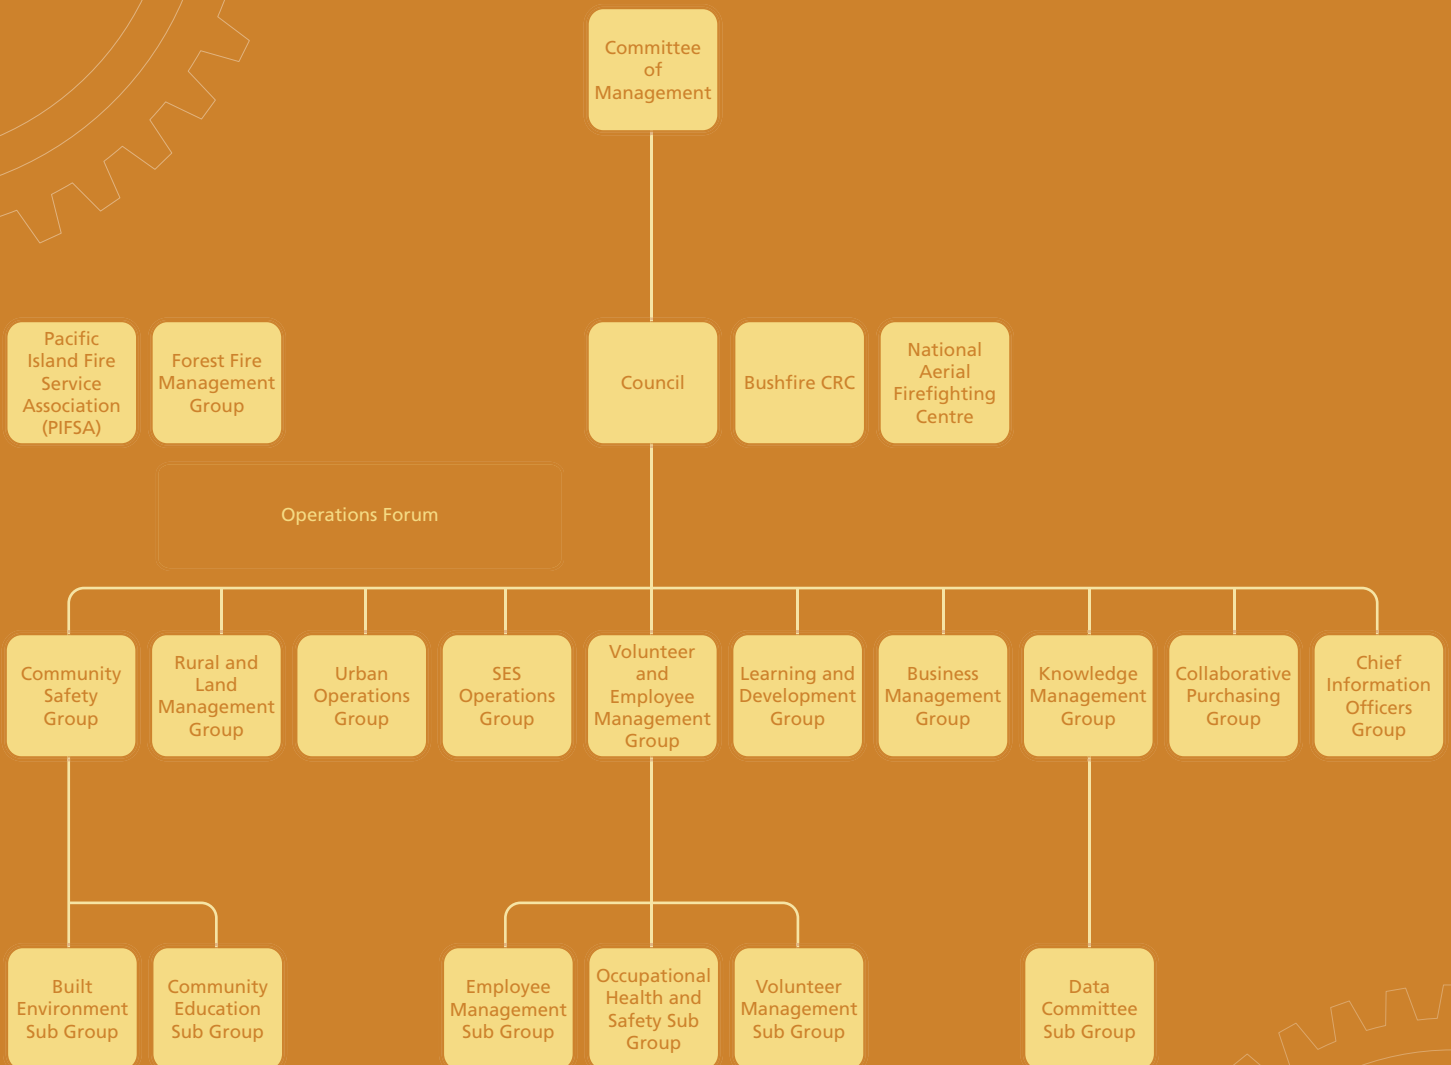 Committee
of
Management
Pacific
Island Fire
Service
Association
(PIFSA)
Forest Fire
Management
Group
Council
Bushfire CRC
National
Aerial
Firefighting
Centre
Operations Forum
Community
Safety
Group
Rural and
Land
Management
Group
Urban
Operations
Group
SES
Operations
Group
Volunteer
and
Employee
Management
Group
Learning and
Development
Group
Business
Management
Group
Knowledge
Management
Group
Collaborative
Purchasing
Group
Chief
Information
Officers
Group
Built
Environment
Sub Group
Community
Education
Sub Group
Employee
Management
Sub Group
Occupational
Health and
Safety Sub
Group
Volunteer
Management
Sub Group
Data
Committee
Sub Group